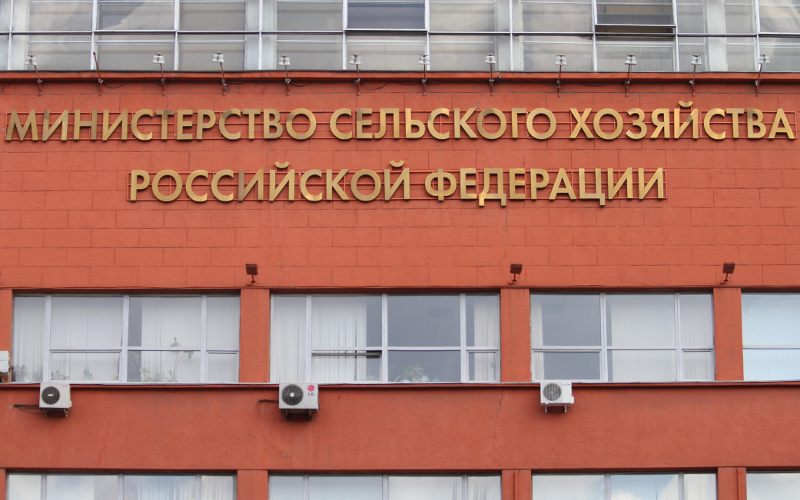 МИНИСТЕРСТВО СЕЛЬСКОГО ХОЗЯЙСТВА
РОССИЙСКОЙ ФЕДЕРАЦИИ